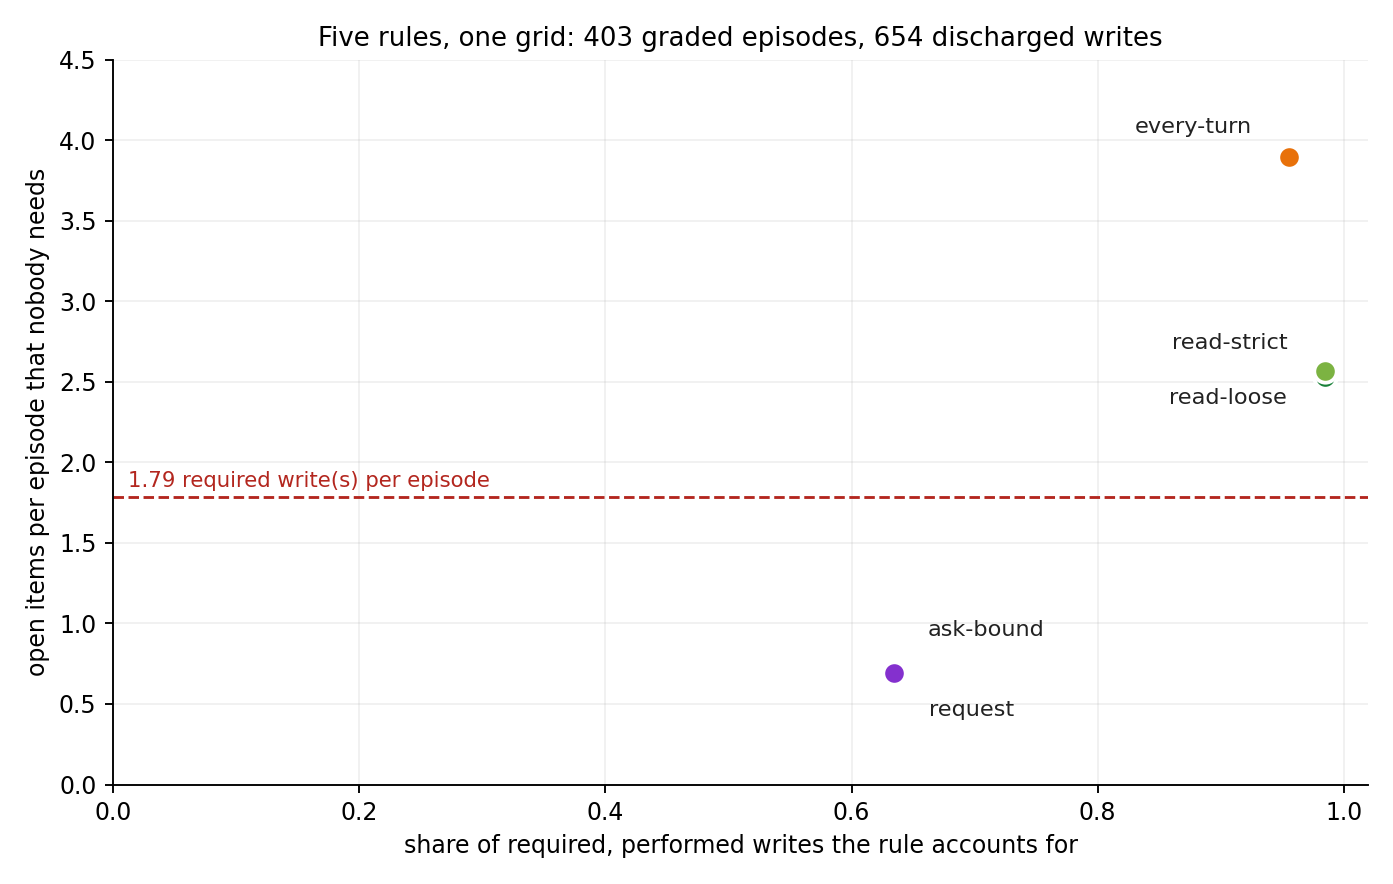 Five rules, one grid: 403 graded episodes, 654 discharged writes
open items per episode that nobody needs
4.5
4.0
3.5
3.0
2.5
2.0
1.5
1.0
0.5
0.0
every-turn
read-strict
read-loose
1.79 required write(s) per episode
ask-bound
request
0.0
0.2
0.4
0.6
0.8
1.0
share of required, performed writes the rule accounts for